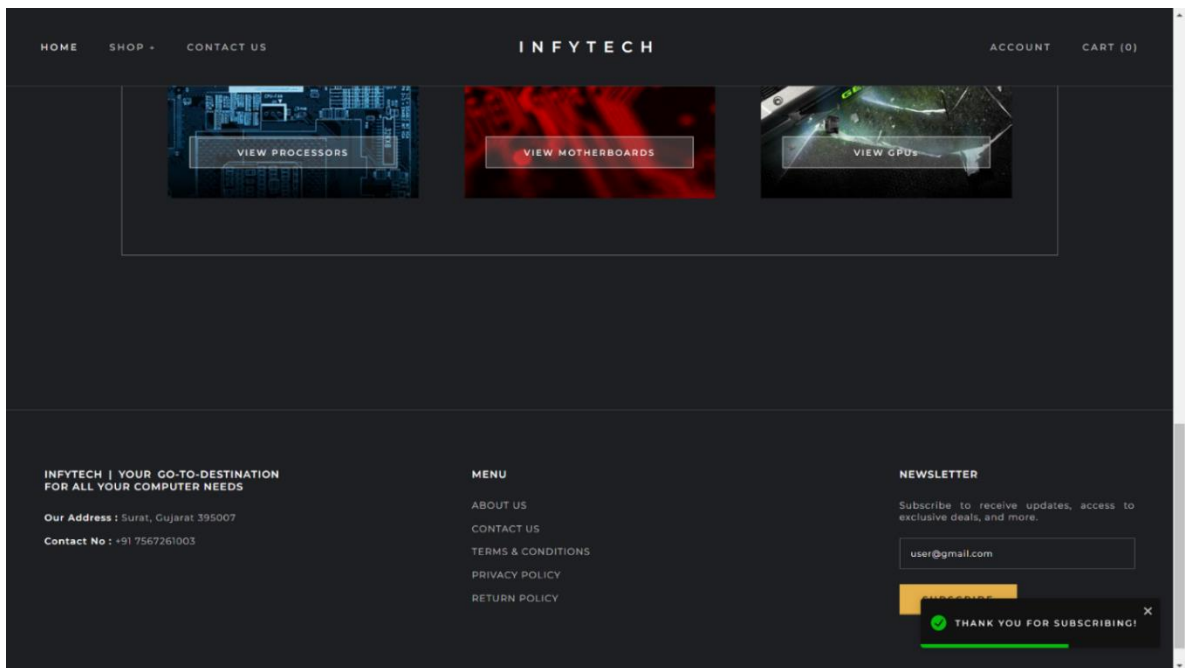 HOME SHOP + CONTACT US INFYTECH ACCOUNT CART (0)
VIEW PROCESSORS VIEW MOTHERBOARDS VIEW GPUs
INFYTECH | YOUR GO-TO-DESTINATION
FOR ALL YOUR COMPUTER NEEDS
Our Address : Surat, Gujarat 395007
Contact No : +91 7567261003
MENU
ABOUT US
CONTACT US
TERMS & CONDITIONS
PRIVACY POLICY
RETURN POLICY
NEWSLETTER
Subscribe to receive updates, access to
exclusive deals, and more.
user@gmail.com
SUBSCRIBE
THANK YOU FOR SUBSCRIBING!